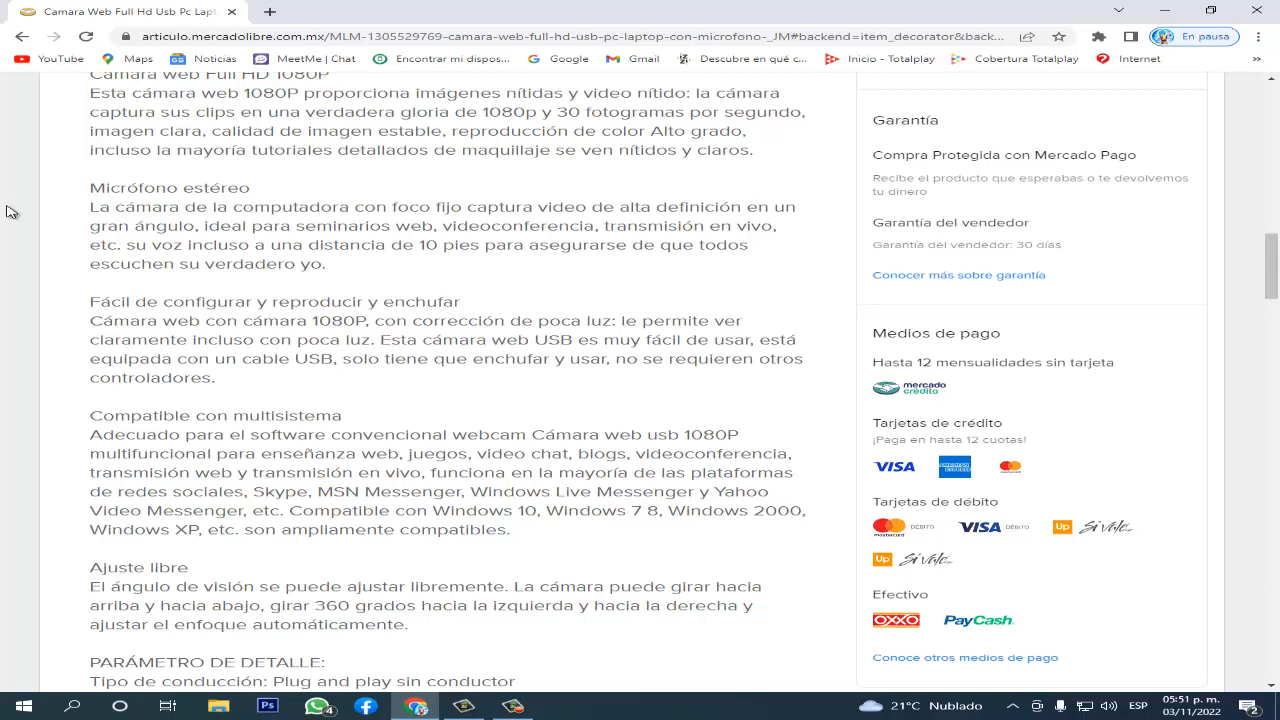 Camara Web Full Hd Usb Pc Lapt
articulo.mercadolibre.com.mx/MLM-1305529769-camara-web-full-hd-usb-pc-laptop-con-microfono-_JM#backend=item_decorator&back...
En pausa
YouTube
Maps
Noticias
MeetMe | Chat
Encontrar mi dispos...
Google
Gmail
Descubre en qué c...
Inicio - Totalplay
Cobertura Totalplay
Internet
»
Cámara web Full HD 1080P
Esta cámara web 1080P proporciona imágenes nítidas y video nítido: la cámara
captura sus clips en una verdadera gloria de 1080p y 30 fotogramas por segundo,
imagen clara, calidad de imagen estable, reproducción de color Alto grado,
incluso la mayoría tutoriales detallados de maquillaje se ven nítidos y claros.
Micrófono estéreo
La cámara de la computadora con foco fijo captura video de alta definición en un
gran ángulo, ideal para seminarios web, videoconferencia, transmisión en vivo,
etc. su voz incluso a una distancia de 10 pies para asegurarse de que todos
escuchen su verdadero yo.
Fácil de configurar y reproducir y enchufar
Cámara web con cámara 1080P, con corrección de poca luz: le permite ver
claramente incluso con poca luz. Esta cámara web USB es muy fácil de usar, está
equipada con un cable USB, solo tiene que enchufar y usar, no se requieren otros
controladores.
Compatible con multisistema
Adecuado para el software convencional webcam Cámara web usb 1080P
multifuncional para enseñanza web, juegos, video chat, blogs, videoconferencia,
transmisión web y transmisión en vivo, funciona en la mayoría de las plataformas
de redes sociales, Skype, MSN Messenger, Windows Live Messenger y Yahoo
Video Messenger, etc. Compatible con Windows 10, Windows 7 8, Windows 2000,
Windows XP, etc. son ampliamente compatibles.
Ajuste libre
El ángulo de visión se puede ajustar libremente. La cámara puede girar hacia
arriba y hacia abajo, girar 360 grados hacia la izquierda y hacia la derecha y
ajustar el enfoque automáticamente.
PARÁMETRO DE DETALLE:
Tipo de conducción: Plug and play sin conductor
Garantía
Compra Protegida con Mercado Pago
Recibe el producto que esperabas o te devolvemos
tu dinero
Garantía del vendedor
Garantía del vendedor: 30 días
Conocer más sobre garantía
Medios de pago
Hasta 12 mensualidades sin tarjeta
mercado
crédito
Tarjetas de crédito
¡Paga en hasta 12 cuotas!
VISA AMERICAN EXPRESS
Tarjetas de débito
mastercard DÉBITO VISA DÉBITO Up Sí Vale
Up Sí Vale
Efectivo
OXXO PayCash
Conoce otros medios de pago
Ps
4
21°C Nublado
ESP
05:51 p. m.
03/11/2022
2